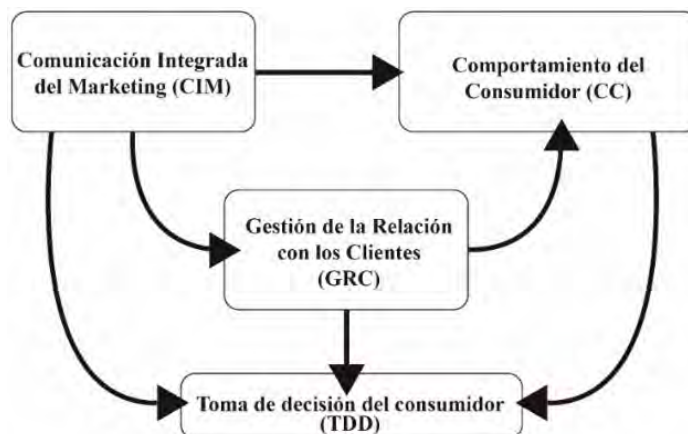 Comunicación Integrada
del Marketing (CIM)
Comportamiento del
Consumidor (CC)
Gestión de la Relación
con los Clientes
(GRC)
Toma de decisión del consumidor
(TDD)